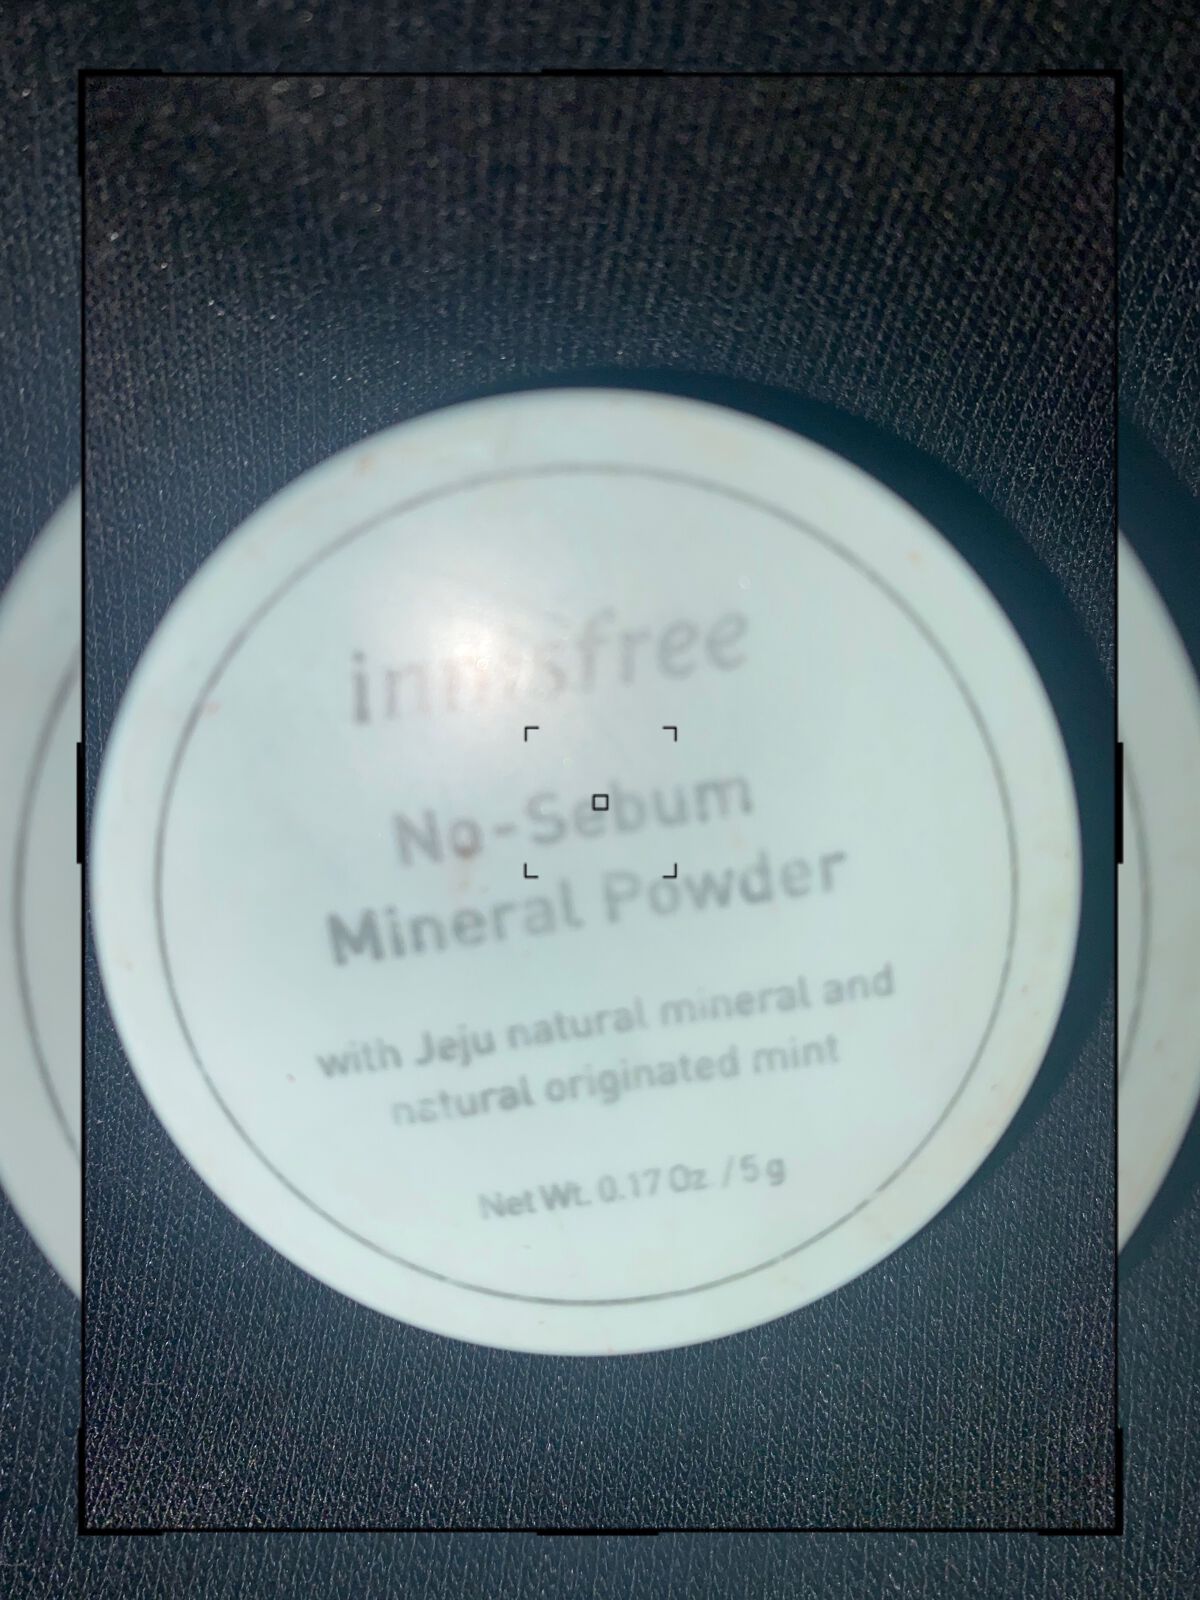 innisfree
No-Sebum
Mineral Powder
with Jeju natural mineral and
natural originated mint
Net Wt. 0.17 Oz. / 5 g